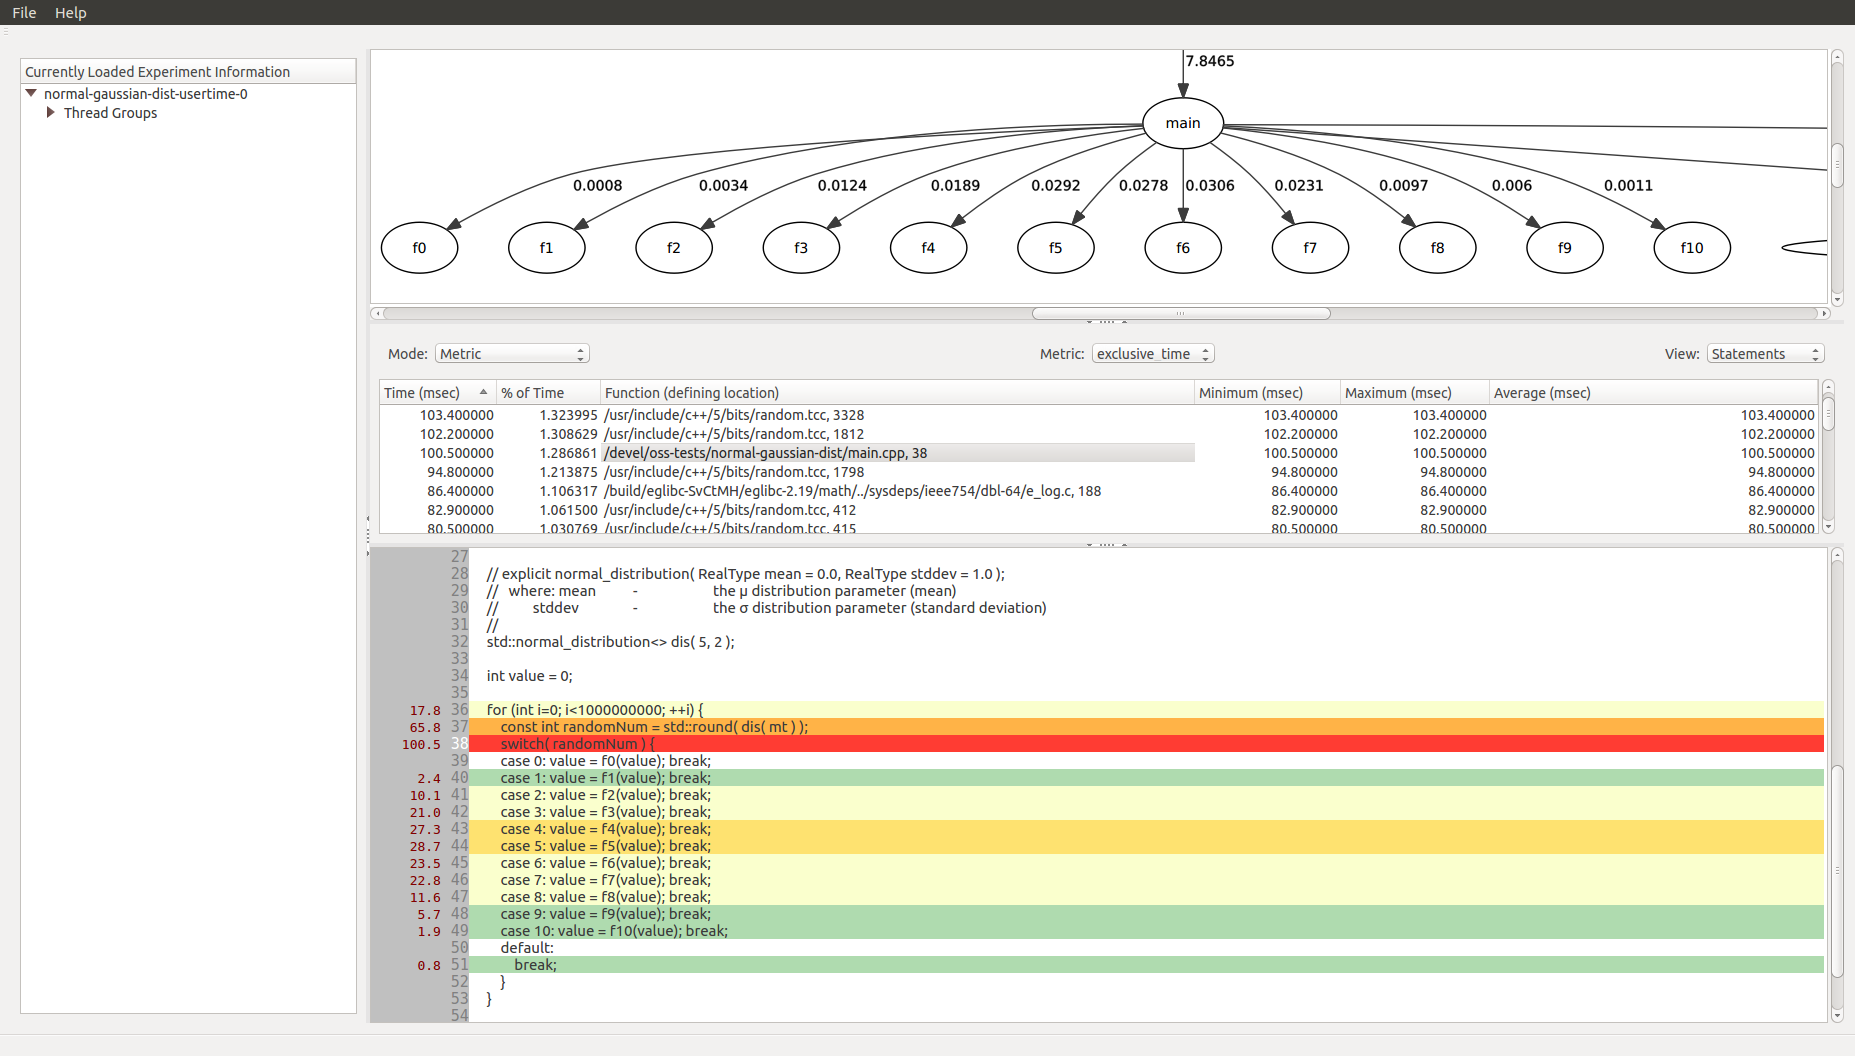 File Help
Currently Loaded Experiment Information
normal-gaussian-dist-usertime-0
Thread Groups
7.8465
main
0.0008 0.0034 0.0124 0.0189 0.0292 0.0278 0.0306 0.0231 0.0097 0.006 0.0011
f0 f1 f2 f3 f4 f5 f6 f7 f8 f9 f10
Mode: Metric Metric: exclusive_time View: Statements
Time (msec) % of Time Function (defining location) Minimum (msec) Maximum (msec) Average (msec)
103.400000 1.323995 /usr/include/c++/5/bits/random.tcc, 3328 103.400000 103.400000 103.400000
102.200000 1.308629 /usr/include/c++/5/bits/random.tcc, 1812 102.200000 102.200000 102.200000
100.500000 1.286861 /devel/oss-tests/normal-gaussian-dist/main.cpp, 38 100.500000 100.500000 100.500000
94.800000 1.213875 /usr/include/c++/5/bits/random.tcc, 1798 94.800000 94.800000 94.800000
86.400000 1.106317 /build/eglibc-SvCtMH/eglibc-2.19/math/../sysdeps/ieee754/dbl-64/e_log.c, 188 86.400000 86.400000 86.400000
82.900000 1.061500 /usr/include/c++/5/bits/random.tcc, 412 82.900000 82.900000 82.900000
80.500000 1.030769 /usr/include/c++/5/bits/random.tcc, 415 80.500000 80.500000 80.500000
27
28 // explicit normal_distribution( RealType mean = 0.0, RealType stddev = 1.0 );
29 // where: mean - the μ distribution parameter (mean)
30 // stddev - the σ distribution parameter (standard deviation)
31 //
32 std::normal_distribution<> dis( 5, 2 );
33
34 int value = 0;
35
17.8 36 for (int i=0; i<1000000000; ++i) {
65.8 37 const int randomNum = std::round( dis( mt ) );
100.5 38 switch( randomNum ) {
39 case 0: value = f0(value); break;
2.4 40 case 1: value = f1(value); break;
10.1 41 case 2: value = f2(value); break;
21.0 42 case 3: value = f3(value); break;
27.3 43 case 4: value = f4(value); break;
28.7 44 case 5: value = f5(value); break;
23.5 45 case 6: value = f6(value); break;
22.8 46 case 7: value = f7(value); break;
11.6 47 case 8: value = f8(value); break;
5.7 48 case 9: value = f9(value); break;
1.9 49 case 10: value = f10(value); break;
50 default:
0.8 51 break;
52 }
53 }
54